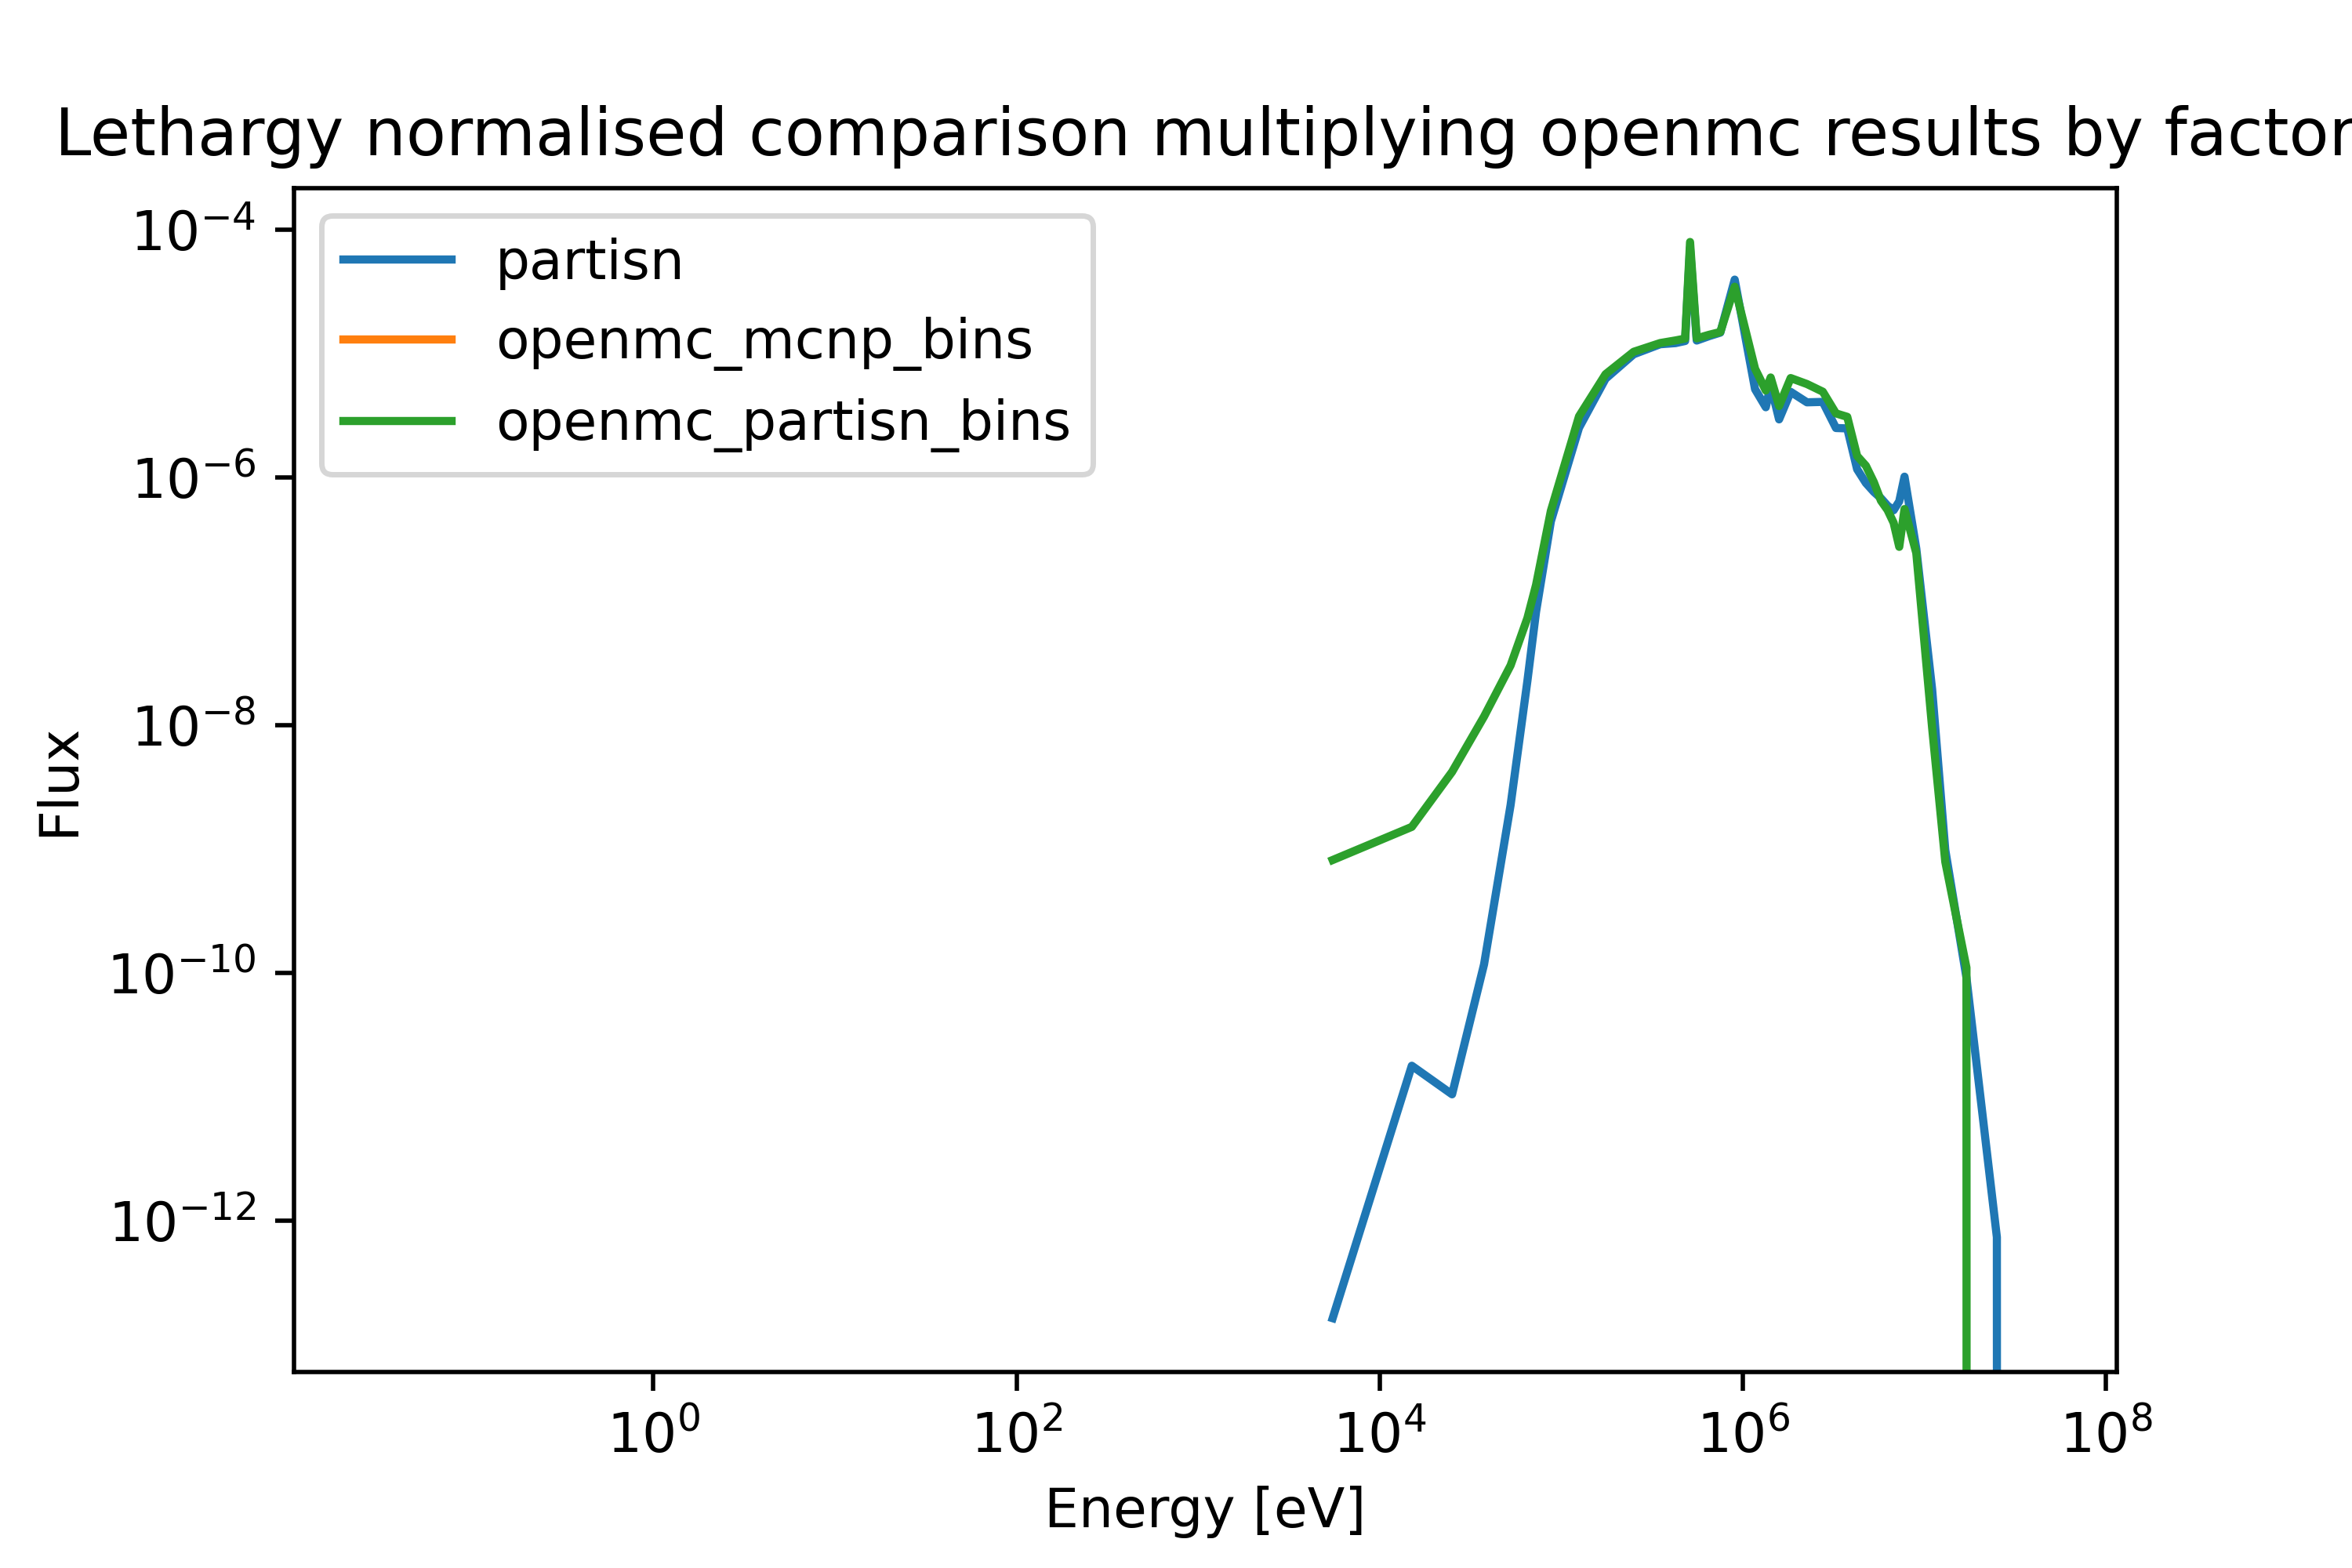 Lethargy normalised comparison multiplying openmc results by factor
10⁻⁴
10⁻⁶
10⁻⁸
10⁻¹⁰
10⁻¹²
Flux
partisn
openmc_mcnp_bins
openmc_partisn_bins
10⁰ 10² 10⁴ 10⁶ 10⁸
Energy [eV]